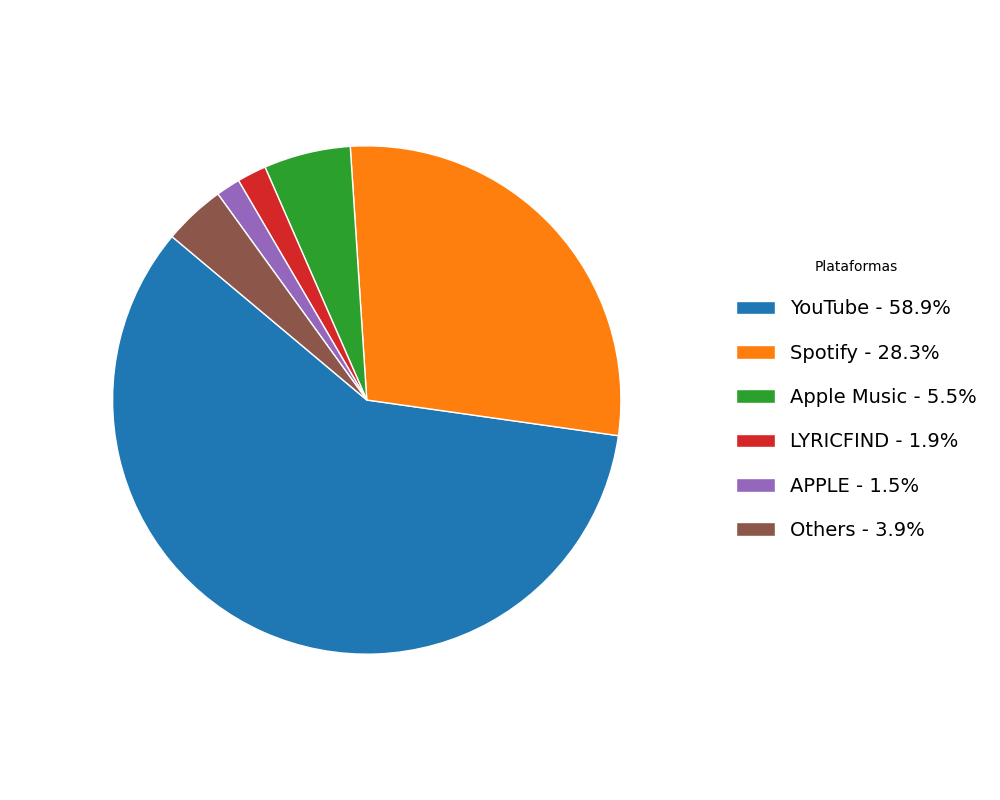 Plataformas
YouTube - 58.9%
Spotify - 28.3%
Apple Music - 5.5%
LYRICFIND - 1.9%
APPLE - 1.5%
Others - 3.9%